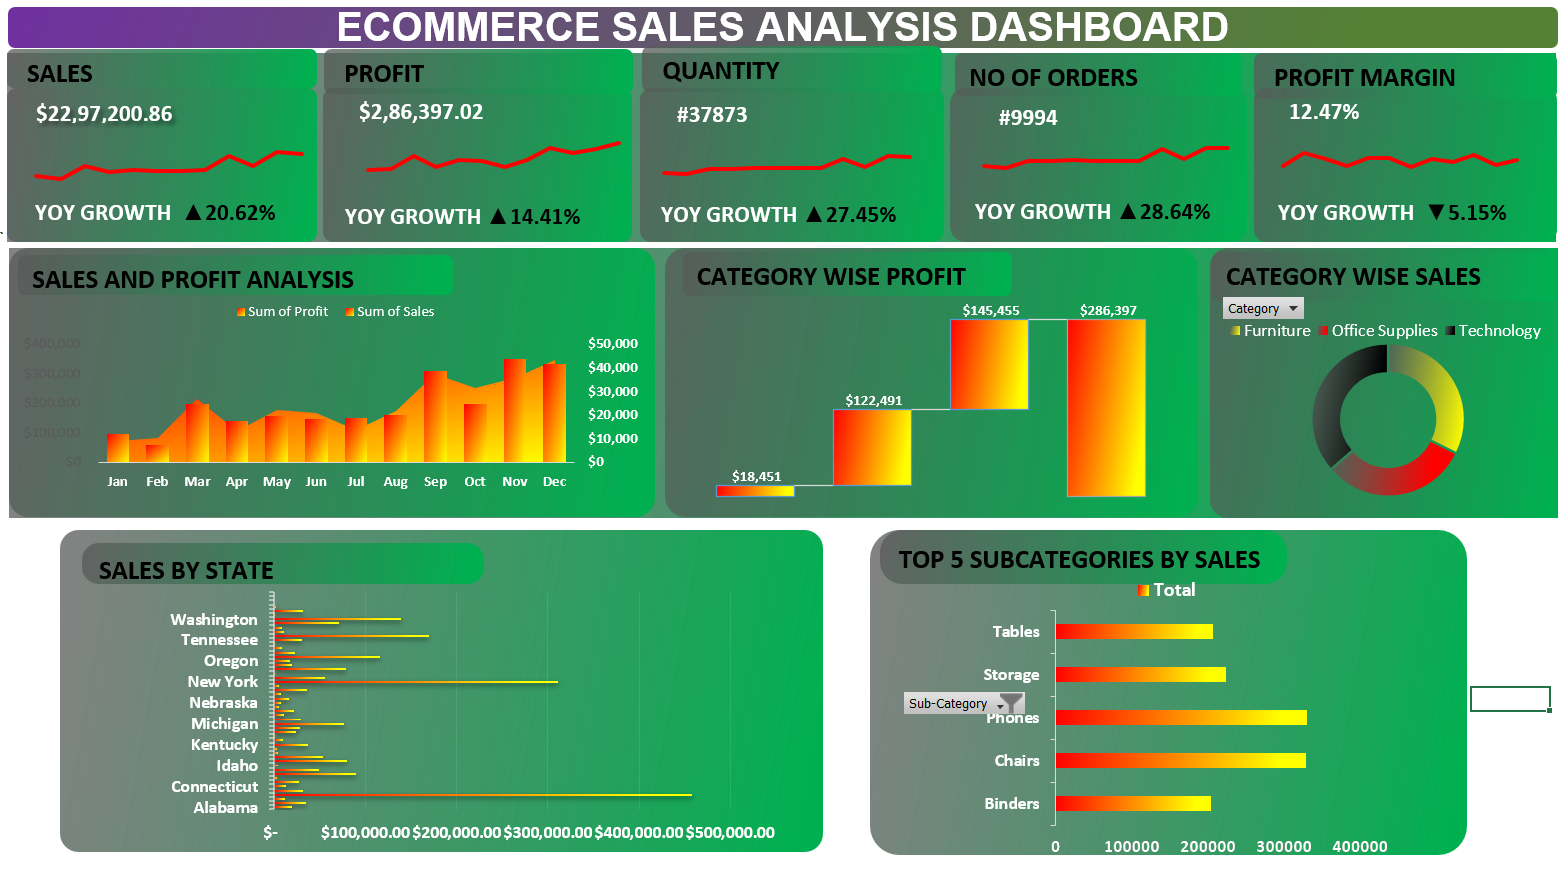 ECOMMERCE SALES ANALYSIS DASHBOARD
SALES
$22,97,200.86
YOY GROWTH ▲20.62%
PROFIT
$2,86,397.02
YOY GROWTH ▲14.41%
QUANTITY
#37873
YOY GROWTH ▲27.45%
NO OF ORDERS
#9994
YOY GROWTH ▲28.64%
PROFIT MARGIN
12.47%
YOY GROWTH ▼5.15%
`
SALES AND PROFIT ANALYSIS
Sum of Profit Sum of Sales
$400,000
$300,000
$200,000
$100,000
$0
$50,000
$40,000
$30,000
$20,000
$10,000
$0
Jan Feb Mar Apr May Jun Jul Aug Sep Oct Nov Dec
CATEGORY WISE PROFIT
$18,451
$122,491
$145,455
$286,397
CATEGORY WISE SALES
Category
Furniture Office Supplies Technology
SALES BY STATE
Washington
Tennessee
Oregon
New York
Nebraska
Michigan
Kentucky
Idaho
Connecticut
Alabama
$- $100,000.00 $200,000.00 $300,000.00 $400,000.00 $500,000.00
TOP 5 SUBCATEGORIES BY SALES
Total
Tables
Storage
Sub-Category
Phones
Chairs
Binders
0 100000 200000 300000 400000